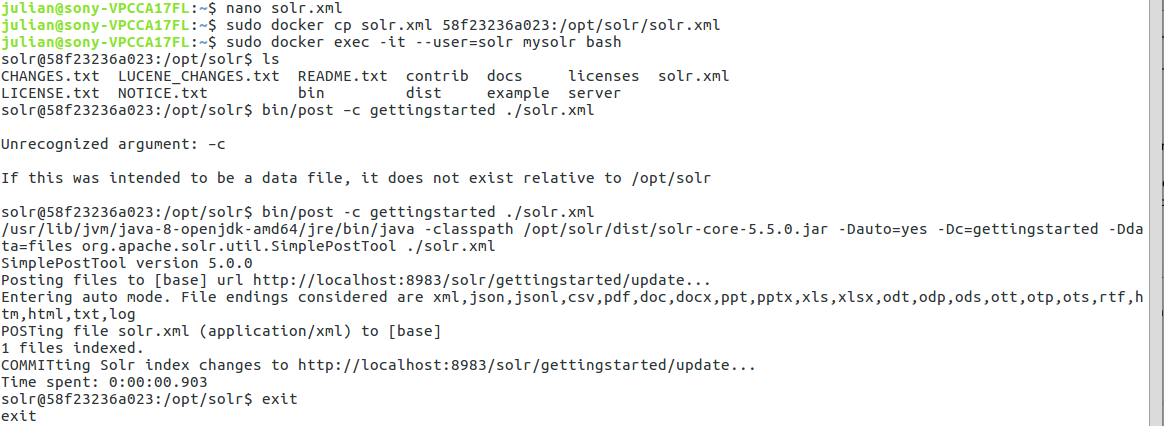 julian@sony-VPCCA17FL:~$ nano solr.xml
julian@sony-VPCCA17FL:~$ sudo docker cp solr.xml 58f23236a023:/opt/solr/solr.xml
julian@sony-VPCCA17FL:~$ sudo docker exec -it --user=solr mysolr bash
solr@58f23236a023:/opt/solr$ ls
CHANGES.txt  LUCENE_CHANGES.txt  README.txt  contrib  docs     licenses  solr.xml
LICENSE.txt  NOTICE.txt          bin         dist     example  server
solr@58f23236a023:/opt/solr$ bin/post –c gettingstarted ./solr.xml
Unrecognized argument: –c
If this was intended to be a data file, it does not exist relative to /opt/solr
solr@58f23236a023:/opt/solr$ bin/post -c gettingstarted ./solr.xml
/usr/lib/jvm/java-8-openjdk-amd64/jre/bin/java -classpath /opt/solr/dist/solr-core-5.5.0.jar -Dauto=yes -Dc=gettingstarted -Dda
ta=files org.apache.solr.util.SimplePostTool ./solr.xml
SimplePostTool version 5.0.0
Posting files to [base] url http://localhost:8983/solr/gettingstarted/update...
Entering auto mode. File endings considered are xml,json,jsonl,csv,pdf,doc,docx,ppt,pptx,xls,xlsx,odt,odp,ods,ott,otp,ots,rtf,h
tm,html,txt,log
POSTing file solr.xml (application/xml) to [base]
1 files indexed.
COMMITting Solr index changes to http://localhost:8983/solr/gettingstarted/update...
Time spent: 0:00:00.903
solr@58f23236a023:/opt/solr$ exit
exit